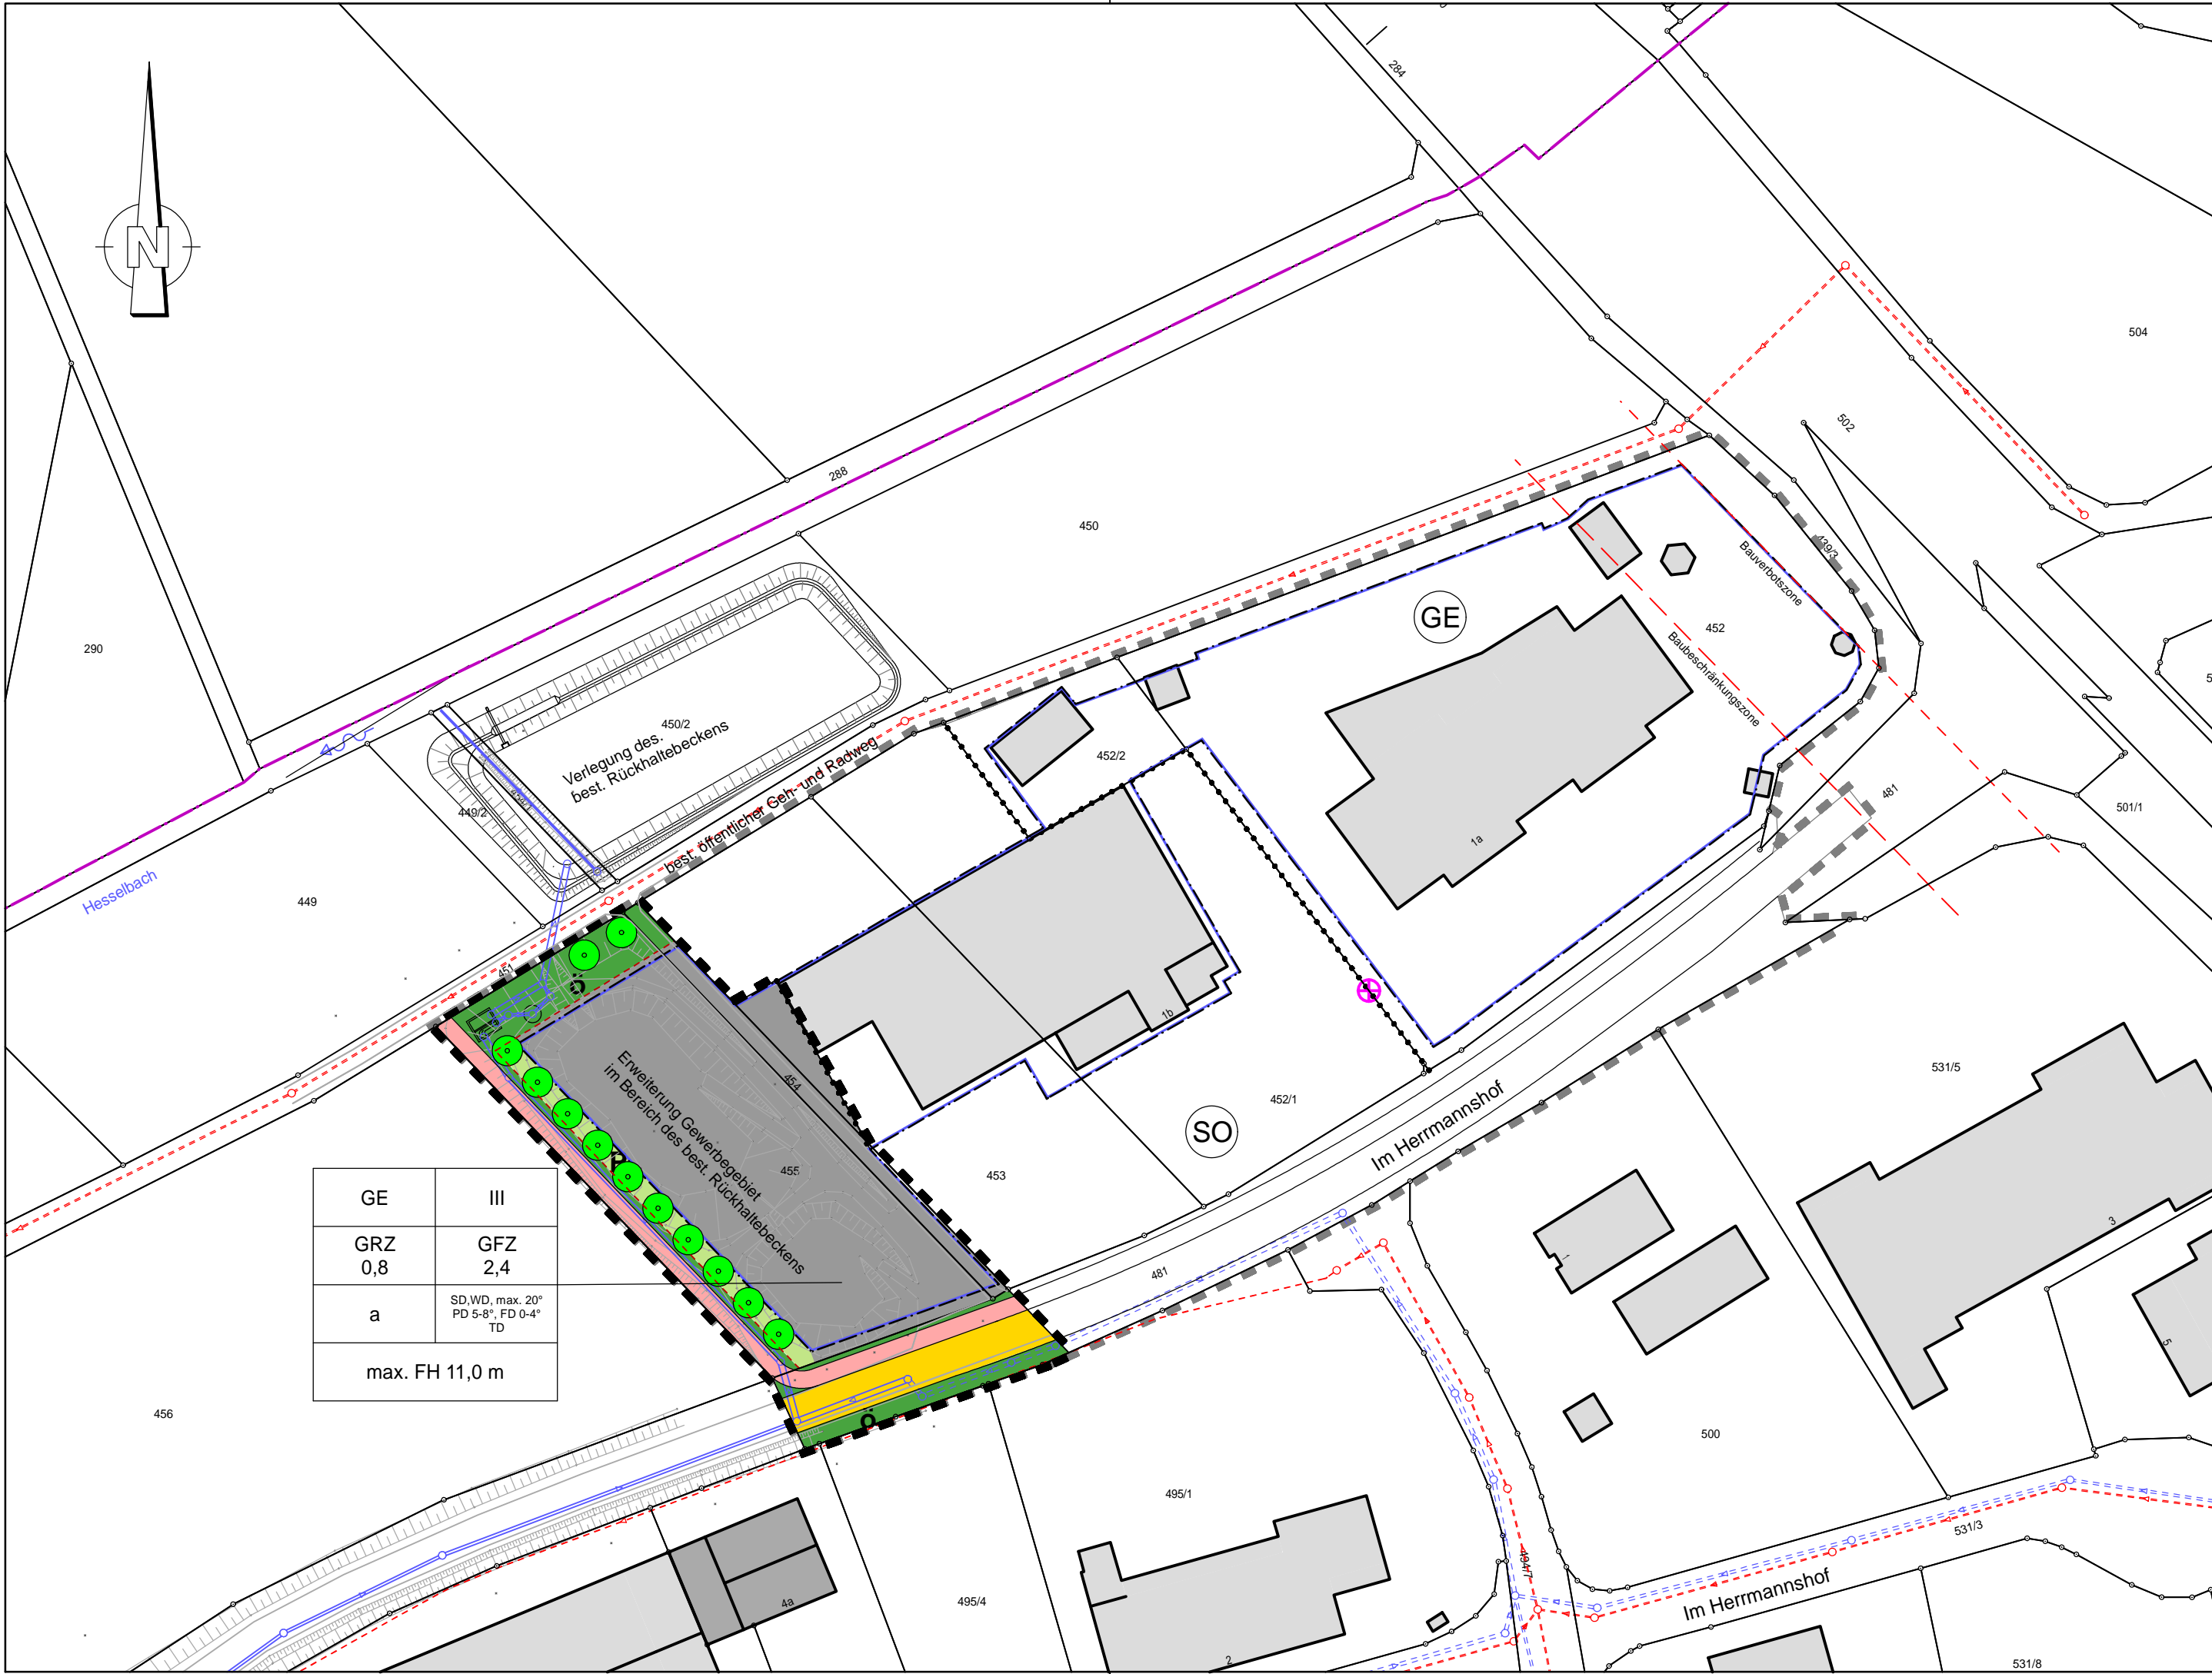 284
N
504
502
288
450
439/3
Bauverbotszone
GE
452
290
Baubeschränkungszone
450/2
Verlegung des.
best. Rückhaltebeckens
best. öffentlicher Geh- und Radweg
452/2
481
449/2
501/1
1a
Hesselbach
449
451
Ö
1b
531/5
Erweiterung Gewerbegebiet
im Bereich des best. Rückhaltebeckens
454
455
452/1
Im Herrmannshof
SO
453
GE
III
GRZ
0,8
GFZ
2,4
a
SD,WD, max. 20°
PD 5-8°, FD 0-4°
TD
max. FH 11,0 m
3
1
481
5
456
Ö
500
495/1
531/3
4a
495/4
Im Herrmannshof
2
531/8